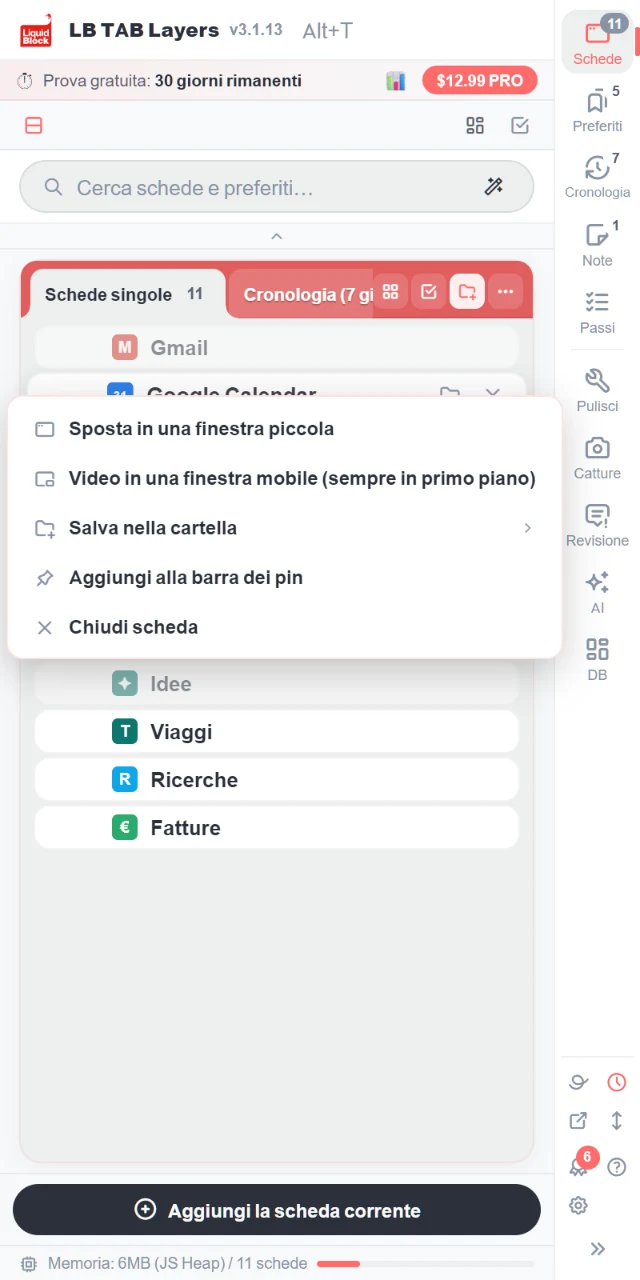 Liquid
Block
LB TAB Layers v3.1.13 Alt+T
Prova gratuita: 30 giorni rimanenti
$12.99 PRO
Cerca schede e preferiti…
Schede singole 11
Cronologia (7 gi
M Gmail
Google Calendar
Sposta in una finestra piccola
Video in una finestra mobile (sempre in primo piano)
Salva nella cartella
Aggiungi alla barra dei pin
Chiudi scheda
Idee
T Viaggi
R Ricerche
€ Fatture
Aggiungi la scheda corrente
Memoria: 6MB (JS Heap) / 11 schede
11
Schede
5
Preferiti
7
Cronologia
1
Note
Passi
Pulisci
Catture
Revisione
AI
DB
6